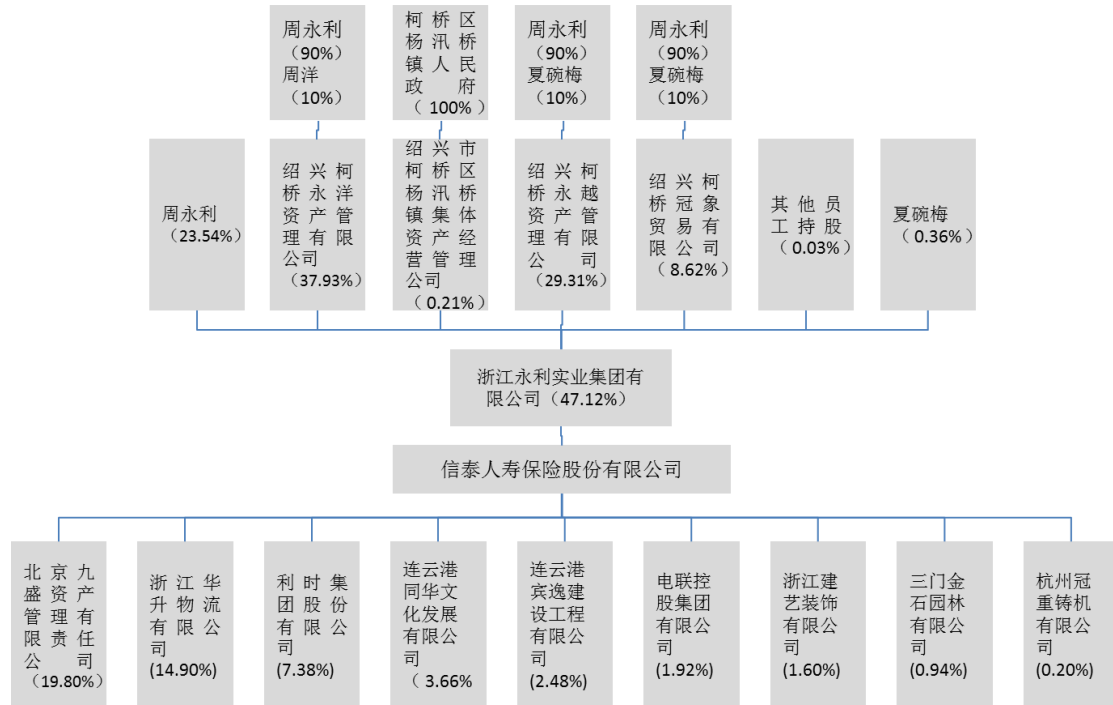 周永利
（90%）
周洋
（10%）
柯桥区
杨汛桥
镇人民
政府
（100%）
周永利
（90%）
夏碗梅
（10%）
周永利
（90%）
夏碗梅
（10%）
周永利
（23.54%）
绍兴柯
桥永洋
资产管
理有限
公司
（37.93%）
绍兴市
柯桥区
杨汛桥
镇集体
资产经
营管理
公司
（0.21%）
绍兴柯
桥永越
资产管
理有限
公司
（29.31%）
绍兴柯
桥冠象
贸易有
限公司
（8.62%）
其他员
工持股
（0.03%）
夏碗梅
（0.36%）
浙江永利实业集团有
限公司（47.12%）
信泰人寿保险股份有限公司
北京九
盛资产
管理有
限责任
公司
（19.80%）
浙江华
升物流
有限公
司
(14.90%)
利时集
团股份
有限公
司
(7.38%)
连云港
同华文
化发展
有限公
司
（3.66%
连云港
宾逸建
设工程
有限公
司
(2.48%)
电联控
股集团
有限公
司
(1.92%)
浙江建
艺装饰
有限公
司
(1.60%)
三门金
石园林
有限公
司
(0.94%)
杭州冠
重铸机
有限公
司
(0.20%)